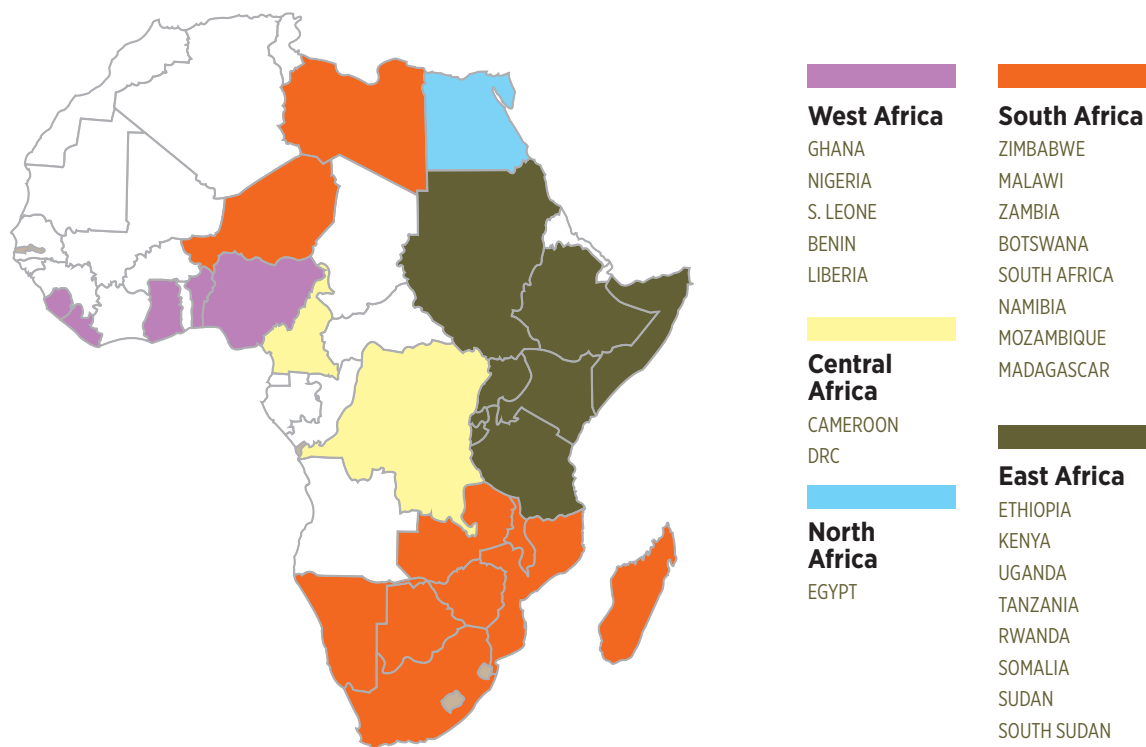 West Africa
GHANA
NIGERIA
S. LEONE
BENIN
LIBERIA
Central
Africa
CAMEROON
DRC
North
Africa
EGYPT
South Africa
ZIMBABWE
MALAWI
ZAMBIA
BOTSWANA
SOUTH AFRICA
NAMIBIA
MOZAMBIQUE
MADAGASCAR
East Africa
ETHIOPIA
KENYA
UGANDA
TANZANIA
RWANDA
SOMALIA
SUDAN
SOUTH SUDAN